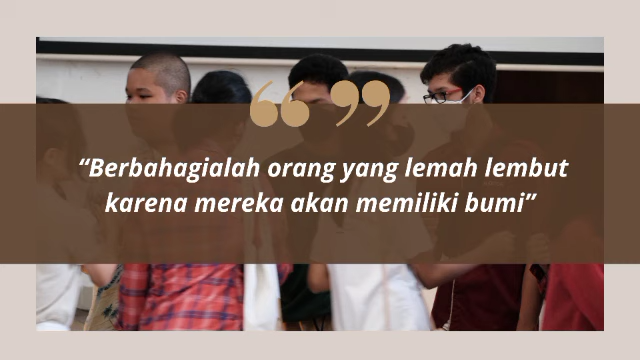 “Berbahagialah orang yang lemah lembut
karena mereka akan memiliki bumi”